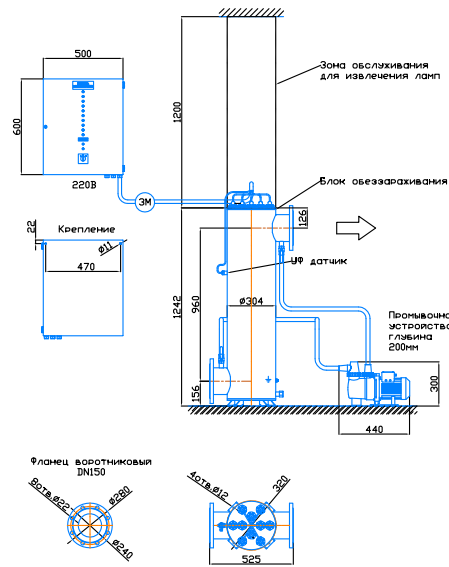 500
600
220В
3М
Крепление
22
470
Ø11
1200
1242
960
156
126
Ø304
Зона обслуживания
для извлечения ламп
Блок обеззараживания
УФ датчик
Промывочное
устройство
глубина
200мм
300
440
Фланец воротниковый
DN150
8отв.Ø22
Ø280
Ø240
4отв.Ø12
320
525